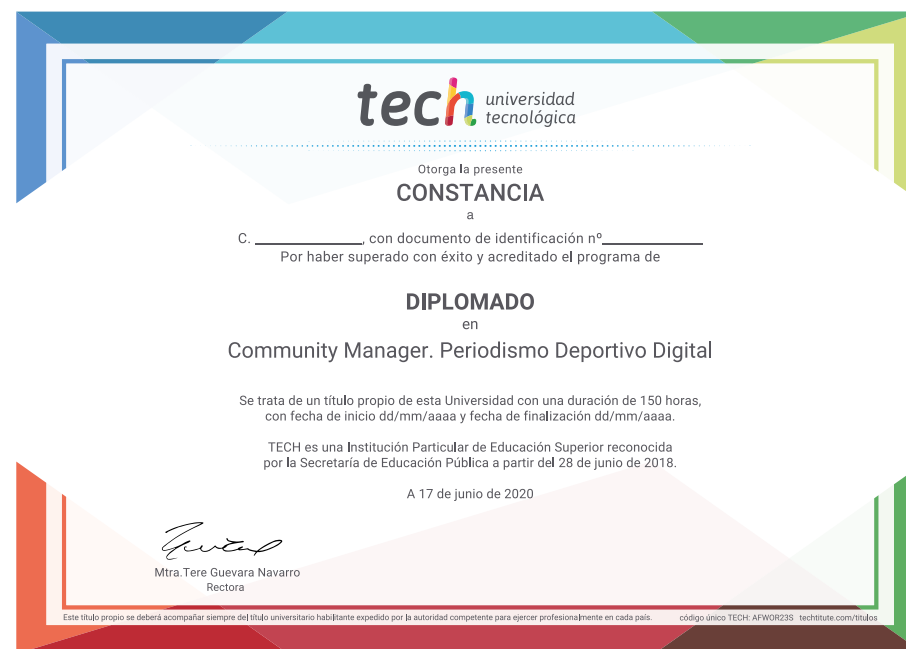 tech universidad
tecnológica
Otorga la presente
CONSTANCIA
a
C. ____________, con documento de identificación nº____________
Por haber superado con éxito y acreditado el programa de
DIPLOMADO
en
Community Manager. Periodismo Deportivo Digital
Se trata de un título propio de esta Universidad con una duración de 150 horas,
con fecha de inicio dd/mm/aaaa y fecha de finalización dd/mm/aaaa.
TECH es una Institución Particular de Educación Superior reconocida
por la Secretaría de Educación Pública a partir del 28 de junio de 2018.
A 17 de junio de 2020
Mtra.Tere Guevara Navarro
Rectora
Este título propio se deberá acompañar siempre del título universitario habilitante expedido por la autoridad competente para ejercer profesionalmente en cada país. código único TECH: AFWOR23S techtitute.com/titulos